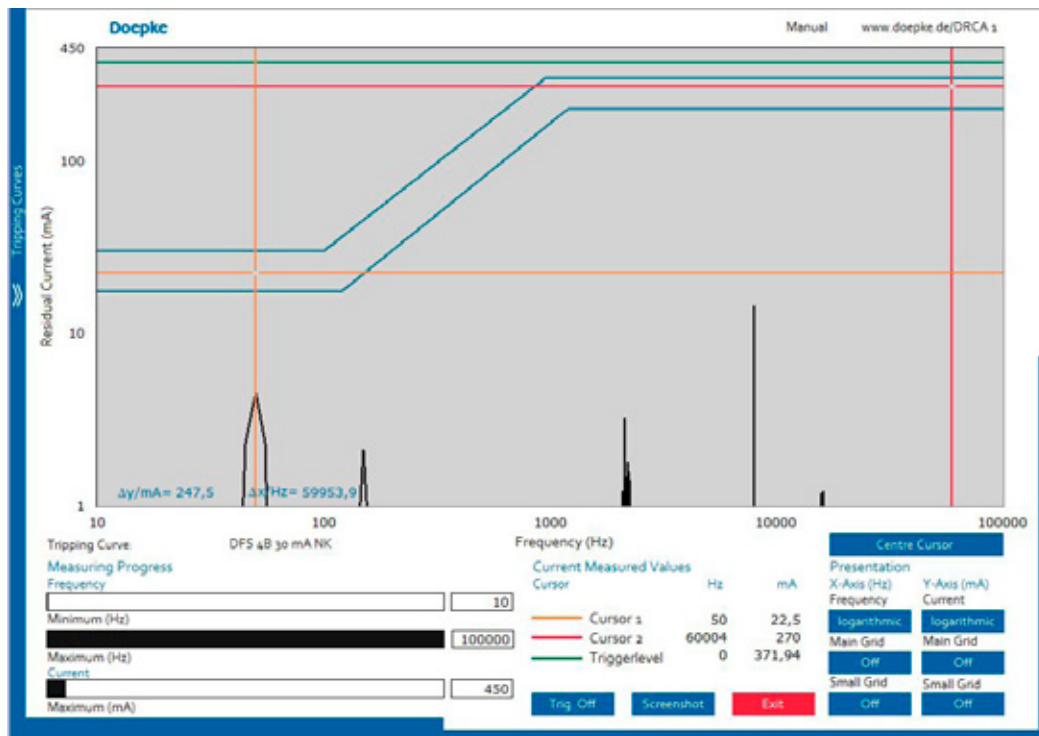 Doepke Manual www.doepke.de/DRCA 1
450
100
10
1
Tripping Curves
Residual Current (mA)
Δy/mA= 247,5 Δx/Hz= 59953,9
10 100 1000 10000 100000
Tripping Curve: DFS 4B 30 mA NK Frequency (Hz) Centre Cursor
Measuring Progress Current Measured Values Presentation
Frequency Cursor Hz mA X-Axis (Hz) Y-Axis (mA)
Frequency Current
10
Minimum (Hz) Cursor 1 50 22,5 logarithmic logarithmic
100000 Cursor 2 60004 270 Main Grid Main Grid
Maximum (Hz) Triggerlevel 0 371,94 Off Off
Current Small Grid Small Grid
450
Maximum (mA) Trig. Off Screenshot Exit Off Off